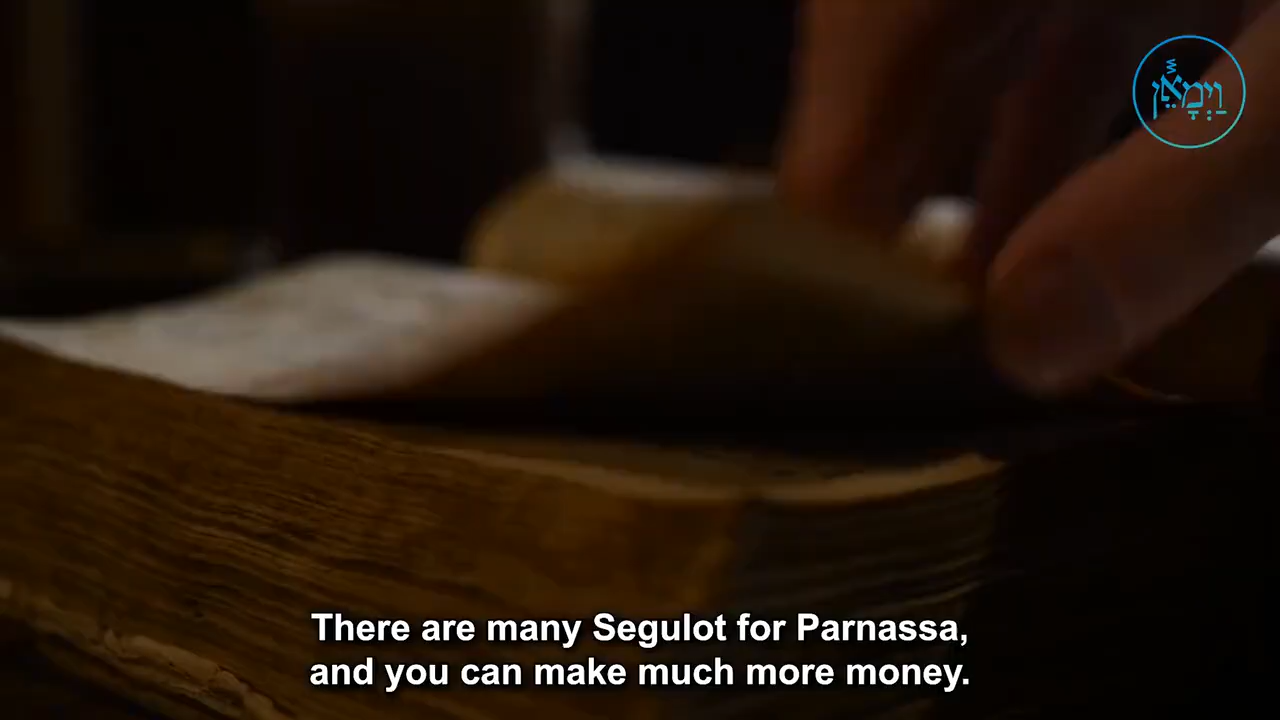 וַיְמָאֵ֓ן
There are many Segulot for Parnassa,
and you can make much more money.